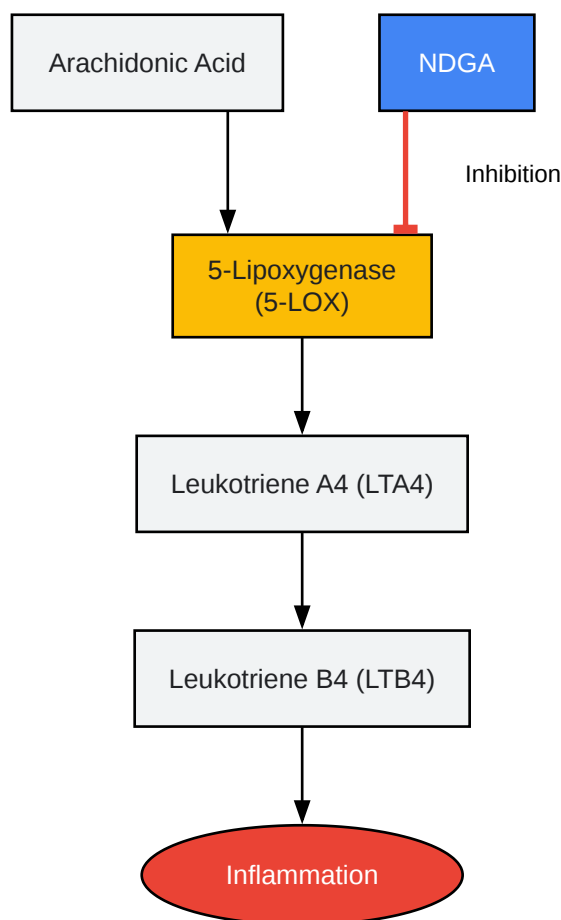 Arachidonic Acid
NDGA
Inhibition
5-Lipoxygenase
(5-LOX)
Leukotriene A4 (LTA4)
Leukotriene B4 (LTB4)
Inflammation